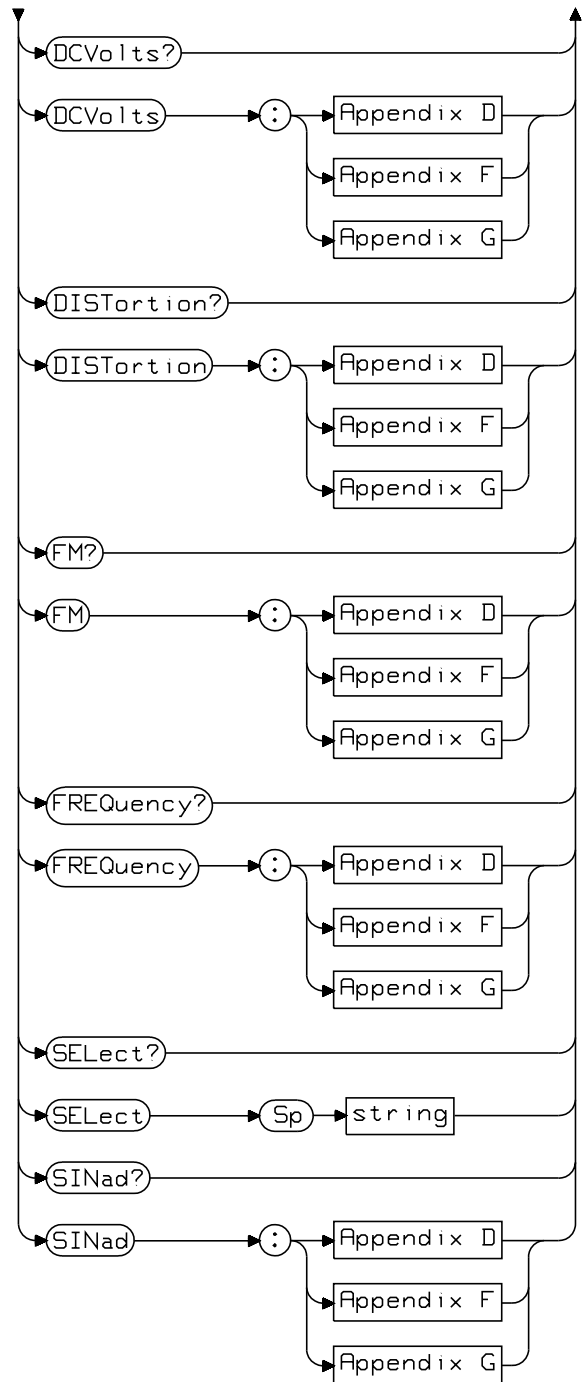 DCVolts?
DCVolts : Appendix D
Appendix F
Appendix G
DISTortion?
DISTortion : Appendix D
Appendix F
Appendix G
FM?
FM : Appendix D
Appendix F
Appendix G
FREQuency?
FREQuency : Appendix D
Appendix F
Appendix G
SELect?
SELect Sp string
SINad?
SINad : Appendix D
Appendix F
Appendix G